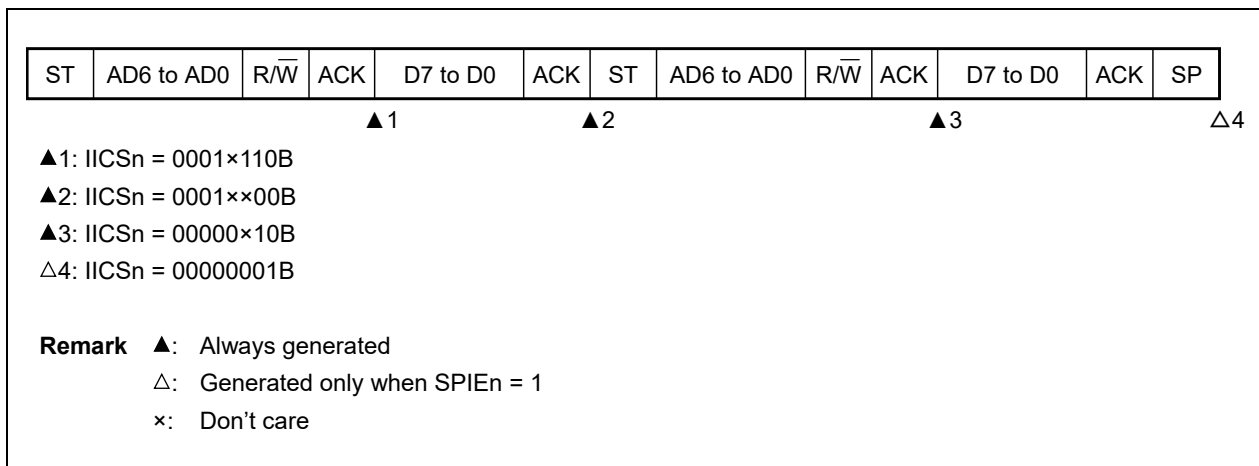 ST AD6 to AD0 R/W̅ ACK D7 to D0 ACK ST AD6 to AD0 R/W̅ ACK D7 to D0 ACK SP
▲1 ▲2 ▲3 △4
▲1: IICSn = 0001×110B
▲2: IICSn = 0001××00B
▲3: IICSn = 00000×10B
△4: IICSn = 00000001B
Remark ▲: Always generated
△: Generated only when SPIEn = 1
×: Don't care